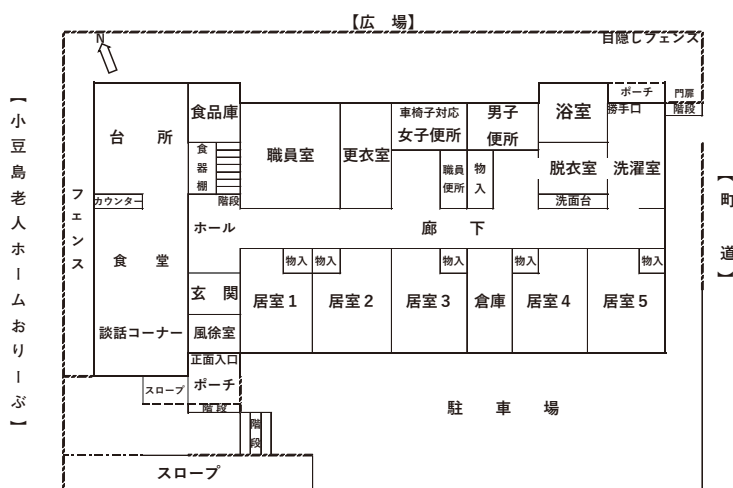 【広　場】
N
目隠しフェンス
【小豆島老人ホームおりーぶ】
フェンス
台　所
食品庫
食器棚
階段
カウンター
食　堂
談話コーナー
ホール
玄　関
風徐室
正面入口
ポーチ
階段
スロープ
階段
スロープ
職員室
更衣室
車椅子対応
女子便所
男子
便所
職員
便所
物入
浴室
脱衣室
洗面台
ポーチ
勝手口
洗濯室
門扉
階段
廊　下
物入
物入
物入
物入
物入
居室１
居室２
居室３
倉庫
居室４
居室５
駐　車　場
【町　道】